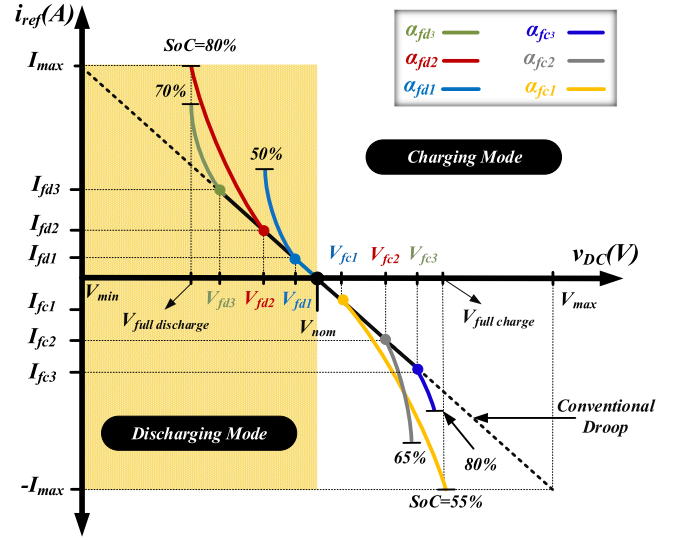 i_ref(A)
α_fd3
α_fc3
α_fd2
α_fc2
α_fd1
α_fc1
SoC=80%
I_max
70%
50%
Charging Mode
I_fd3
I_fd2
I_fd1
V_fc1
V_fc2
V_fc3
v_DC(V)
V_min
V_full discharge
V_fd3
V_fd2
V_fd1
V_nom
V_full charge
V_max
I_fc1
I_fc2
I_fc3
Conventional
Droop
Discharging Mode
65%
80%
-I_max
SoC=55%